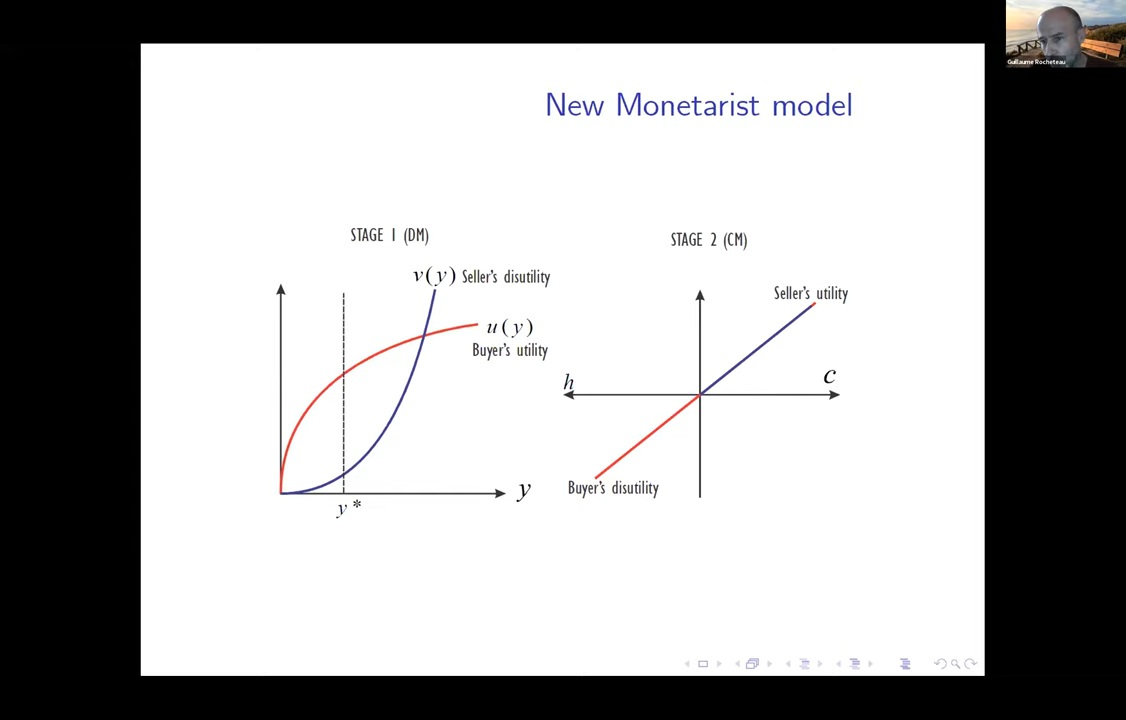 Guillaume Rocheteau
New Monetarist model
STAGE 1 (DM)
STAGE 2 (CM)
v(y) Seller's disutility
u(y)
Buyer's utility
y
y*
Seller's utility
h
c
Buyer's disutility